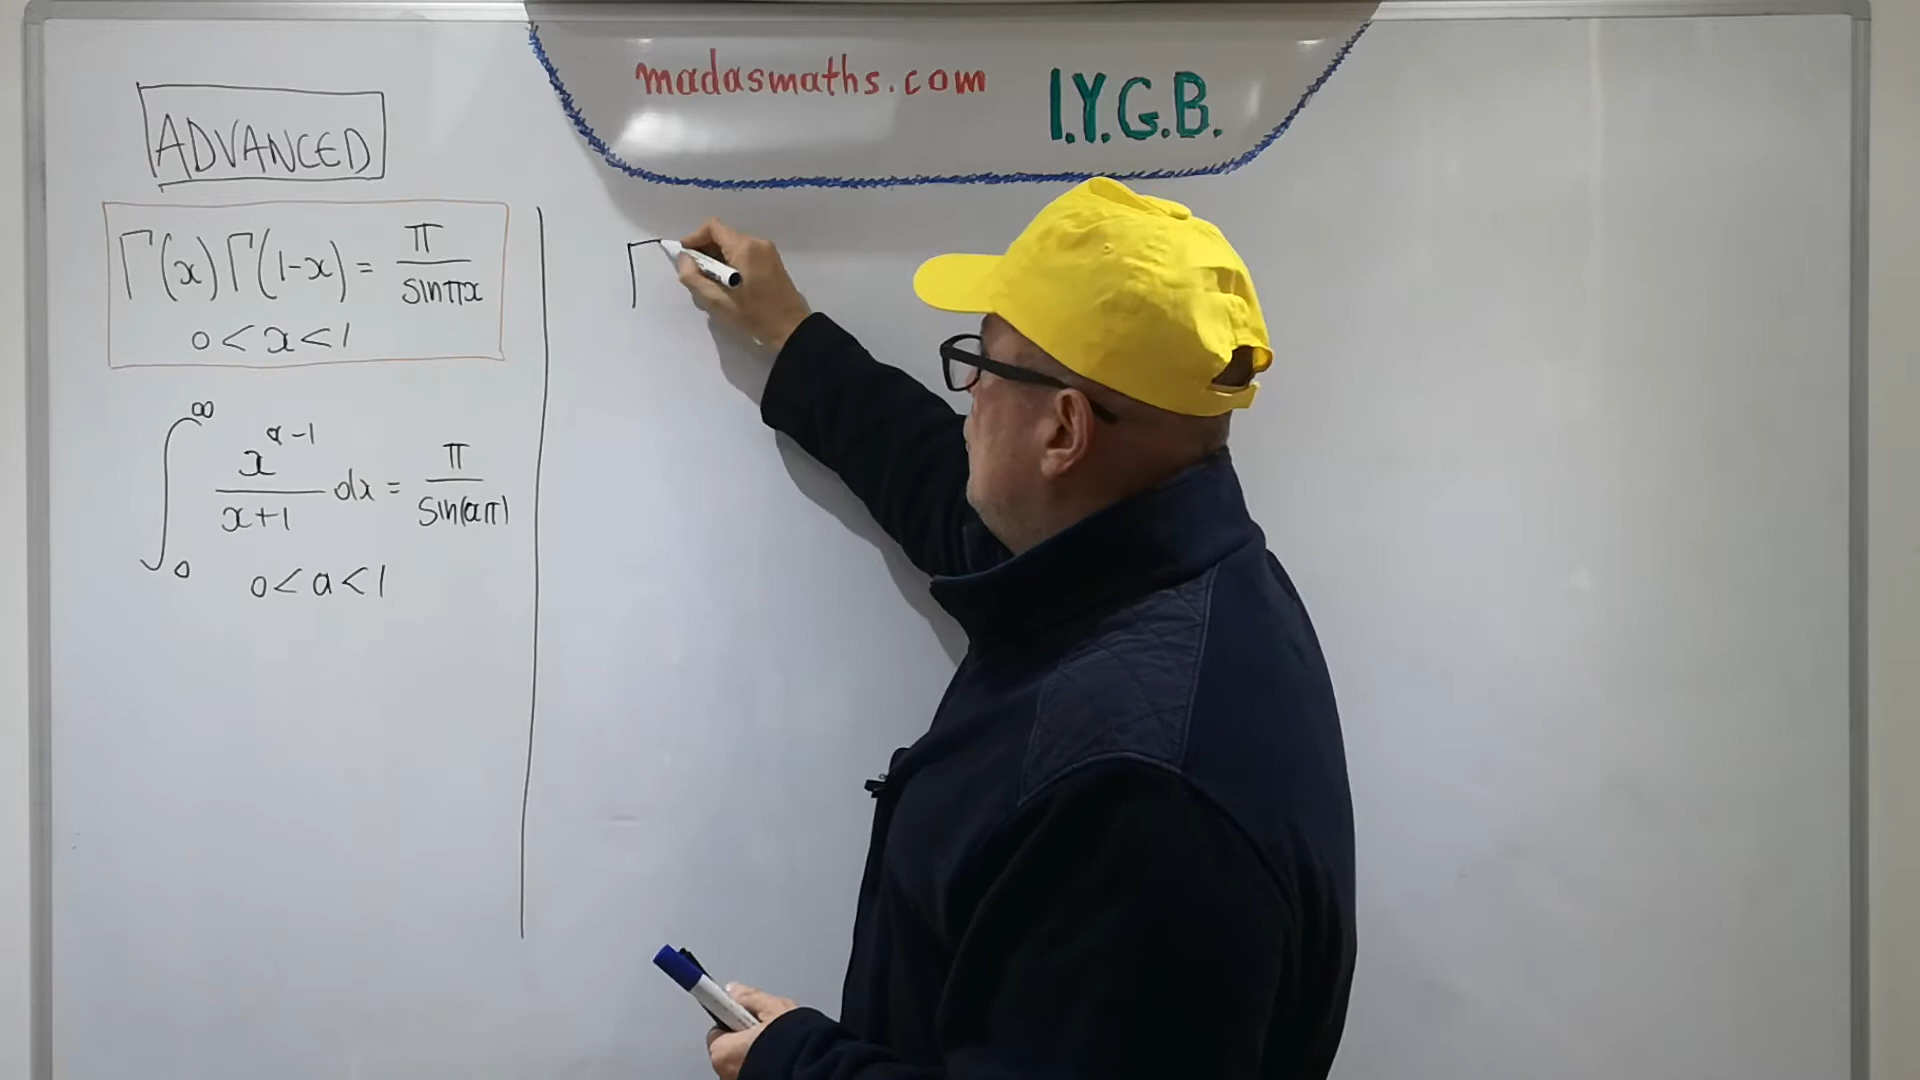 madasmaths.com I.Y.G.B.
ADVANCED
Γ(x)Γ(1-x) = π/sinπx
0 < x < 1
∫₀^∞ x^(a-1)/(x+1) dx = π/sin(aπ)
0 < a < 1
Γ